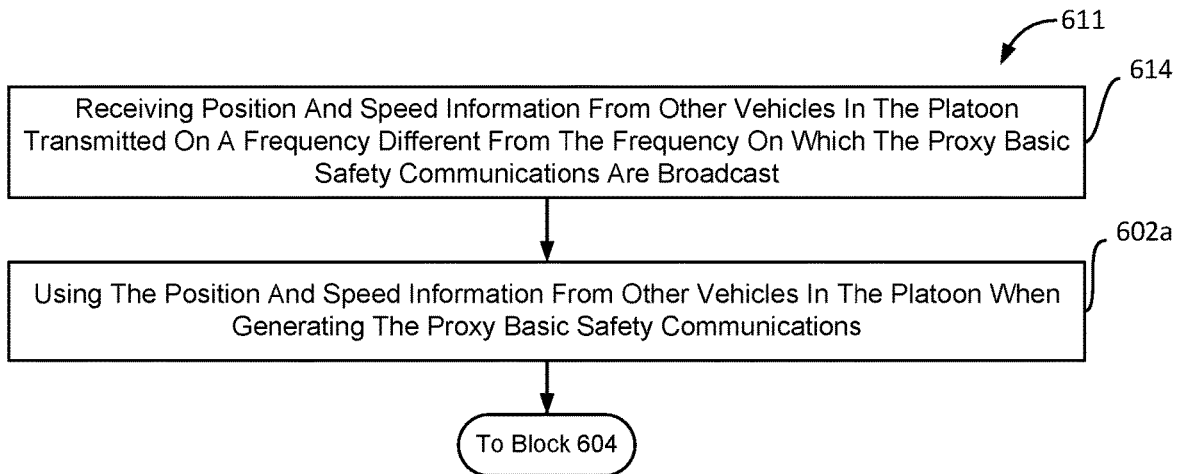 611
614
Receiving Position And Speed Information From Other Vehicles In The Platoon
Transmitted On A Frequency Different From The Frequency On Which The Proxy Basic
Safety Communications Are Broadcast
602a
Using The Position And Speed Information From Other Vehicles In The Platoon When
Generating The Proxy Basic Safety Communications
To Block 604